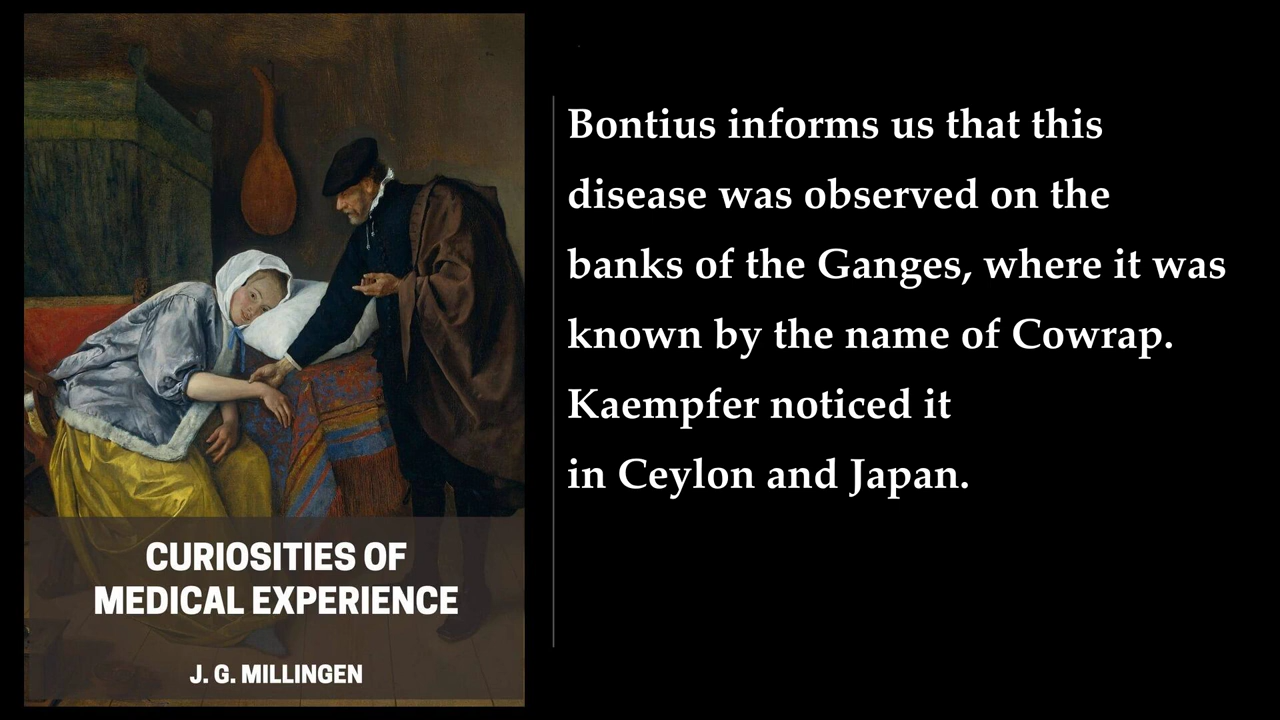 Bontius informs us that this
disease was observed on the
banks of the Ganges, where it was
known by the name of Cowrap.
Kaempfer noticed it
in Ceylon and Japan.
CURIOSITIES OF
MEDICAL EXPERIENCE
J. G. MILLINGEN